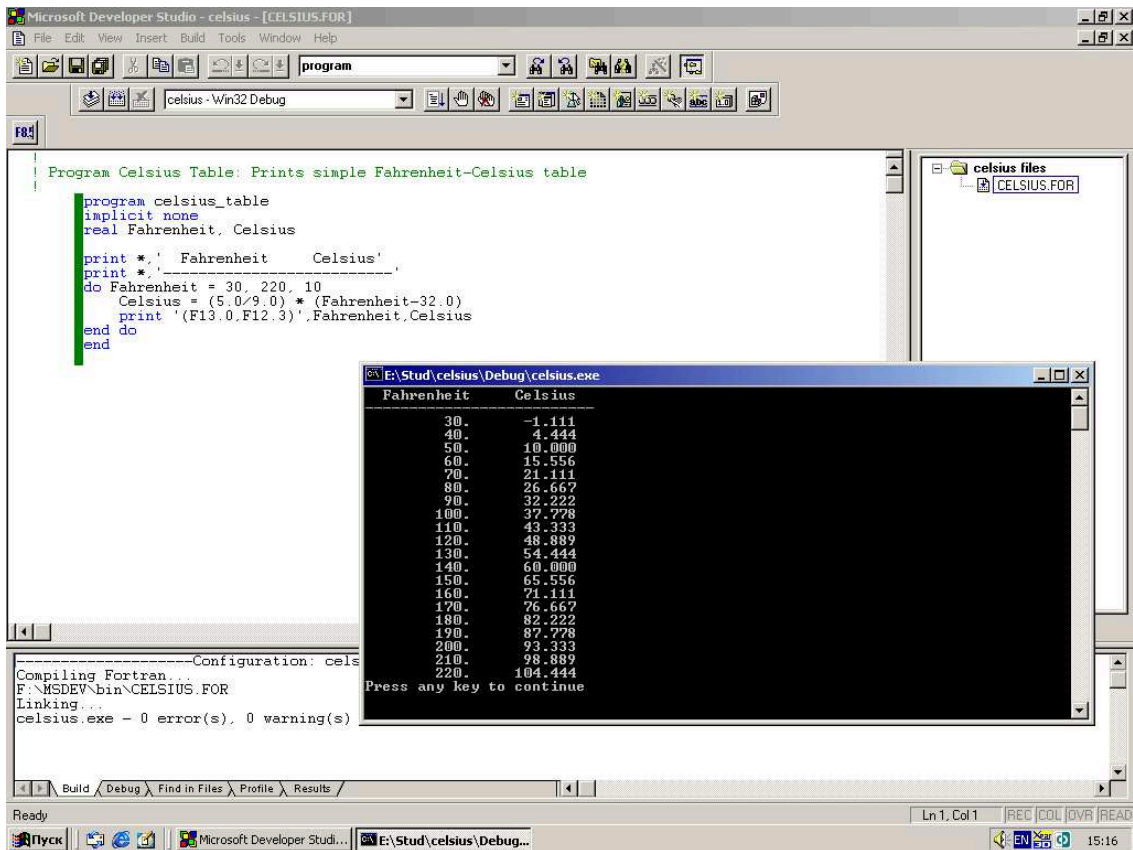 Microsoft Developer Studio - celsius - [CELSIUS.FOR]
File Edit View Insert Build Tools Window Help
program
celsius - Win32 Debug
!
! Program Celsius Table: Prints simple Fahrenheit-Celsius table
!
program celsius_table
implicit none
real Fahrenheit, Celsius
print *,'  Fahrenheit     Celsius'
print *,'--------------------------'
do Fahrenheit = 30, 220, 10
Celsius = (5.0/9.0) * (Fahrenheit-32.0)
print '(F13.0,F12.3)',Fahrenheit,Celsius
end do
end
celsius files
CELSIUS.FOR
E:\Stud\celsius\Debug\celsius.exe
Fahrenheit Celsius
--------------------------
30. -1.111
40. 4.444
50. 10.000
60. 15.556
70. 21.111
80. 26.667
90. 32.222
100. 37.778
110. 43.333
120. 48.889
130. 54.444
140. 60.000
150. 65.556
160. 71.111
170. 76.667
180. 82.222
190. 87.778
200. 93.333
210. 98.889
220. 104.444
Press any key to continue
--------------------Configuration: cels
Compiling Fortran...
F:\MSDEV\bin\CELSIUS.FOR
Linking...
celsius.exe - 0 error(s), 0 warning(s)
Build Debug Find in Files Profile Results
Ready
Ln 1, Col 1 REC COL OVR READ
Пуск Microsoft Developer Studi... E:\Stud\celsius\Debug... EN 15:16